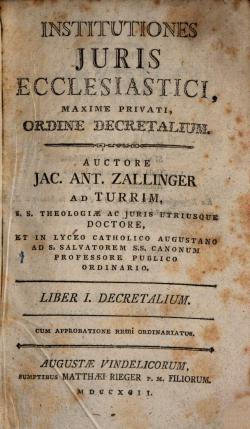 INSTITUTIONES
JURIS
ECCLESIASTICI,
MAXIME PRIVATI,
ORDINE DECRETALIUM.
AUCTORE
JAC. ANT. ZALLINGER
AD TURRIM,
S. S. THEOLOGIÆ AC JURIS UTRIUSQUE
DOCTORE,
ET IN LYCEO CATHOLICO AUGUSTANO
AD S. SALVATOREM S.S. CANONUM
PROFESSORE PUBLICO
ORDINARIO.
LIBER I. DECRETALIUM.
CUM APPROBATIONE RRmi ORDINARIATUS.
AUGUSTÆ VINDELICORUM,
SUMPTIBUS MATTHÆI RIEGER P. M. FILIORUM.
MDCCXCII.